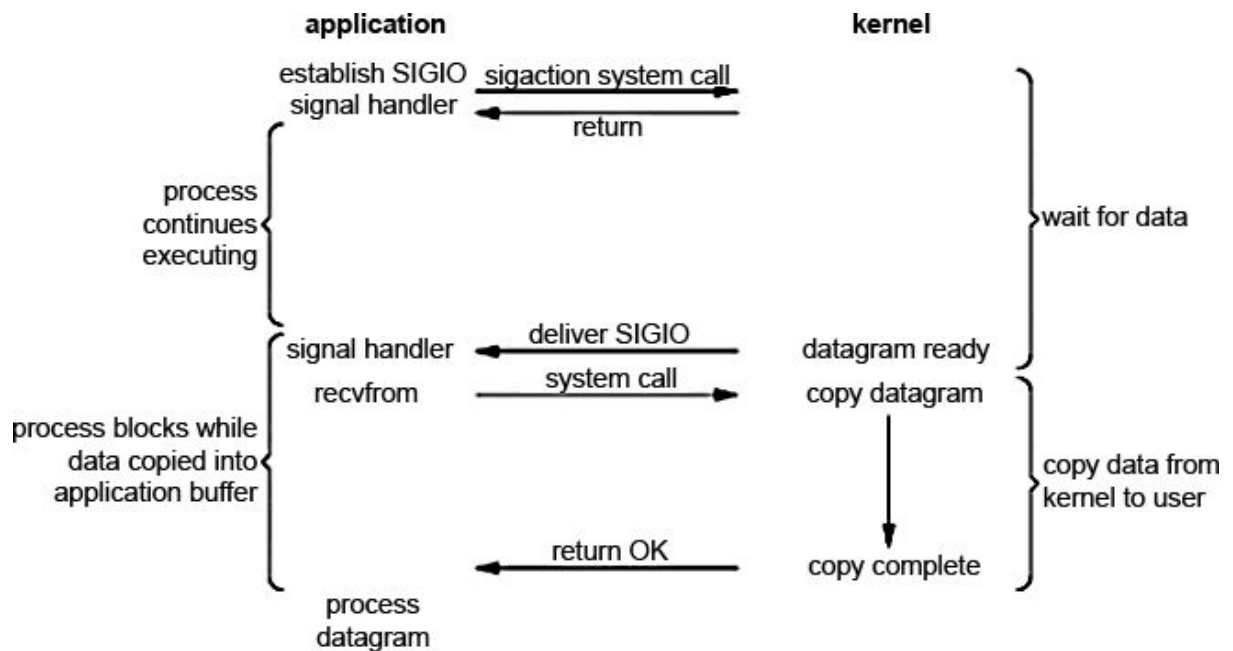 application
kernel
establish SIGIO
signal handler
sigaction system call
return
process
continues
executing
wait for data
signal handler
deliver SIGIO
datagram ready
recvfrom
system call
copy datagram
process blocks while
data copied into
application buffer
copy data from
kernel to user
return OK
copy complete
process
datagram